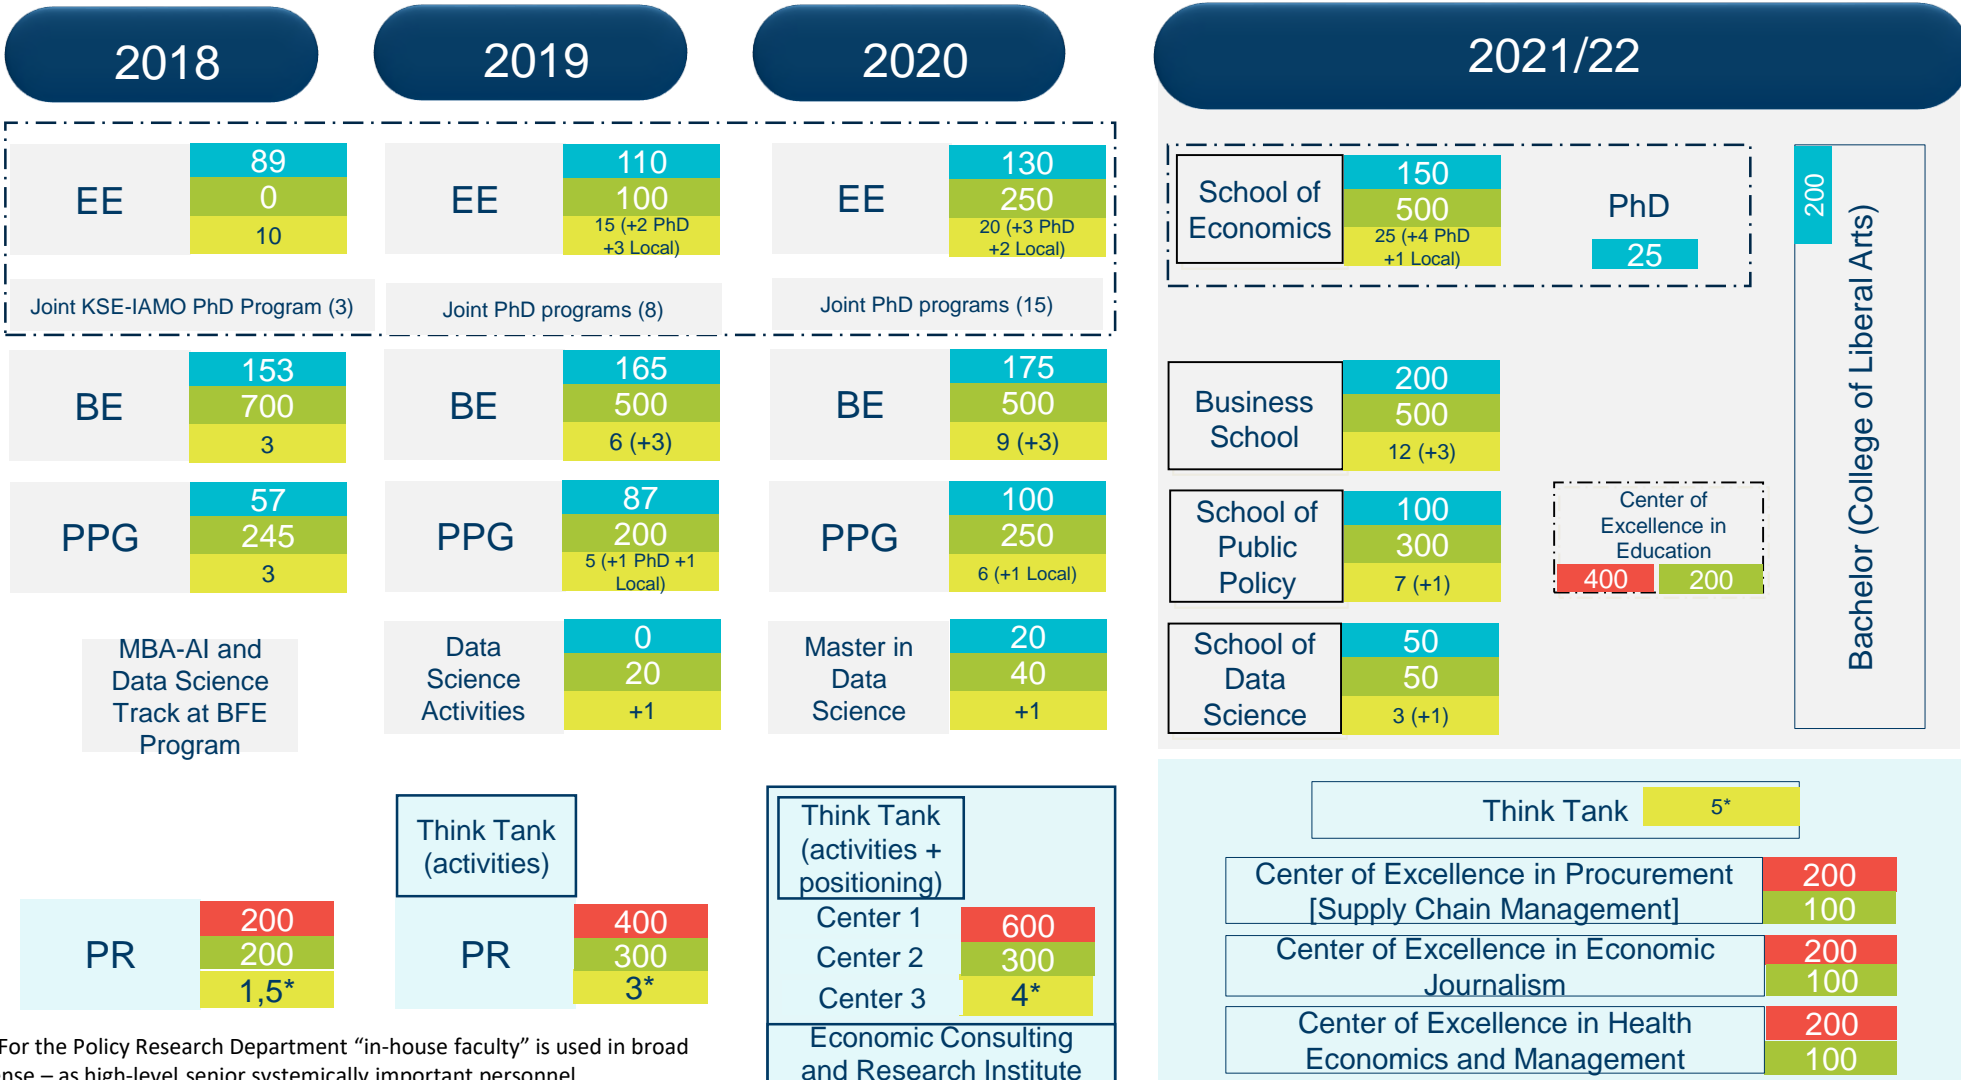 2018
2019
2020
2021/22
EE
89
0
10
EE
110
100
15 (+2 PhD
+3 Local)
EE
130
250
20 (+3 PhD
+2 Local)
School of
Economics
150
500
25 (+4 PhD
+1 Local)
PhD
25
200
Bachelor (College of Liberal Arts)
Joint KSE-IAMO PhD Program (3)
Joint PhD programs (8)
Joint PhD programs (15)
BE
153
700
3
BE
165
500
6 (+3)
BE
175
500
9 (+3)
Business
School
200
500
12 (+3)
PPG
57
245
3
PPG
87
200
5 (+1 PhD +1
Local)
PPG
100
250
6 (+1 Local)
School of
Public
Policy
100
300
7 (+1)
Center of
Excellence in
Education
400
200
MBA-AI and
Data Science
Track at BFE
Program
Data
Science
Activities
0
20
+1
Master in
Data
Science
20
40
+1
School of
Data
Science
50
50
3 (+1)
PR
200
200
1,5*
Think Tank
(activities)
PR
400
300
3*
Think Tank
(activities +
positioning)
Center 1
Center 2
Center 3
600
300
4*
Economic Consulting
and Research Institute
Think Tank
5*
Center of Excellence in Procurement
[Supply Chain Management]
200
100
Center of Excellence in Economic
Journalism
200
100
Center of Excellence in Health
Economics and Management
200
100
For the Policy Research Department “in-house faculty” is used in broad
ense – as high-level senior systemically important personnel